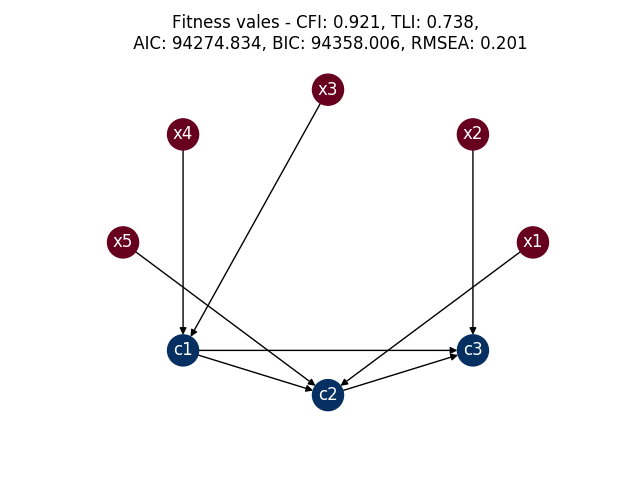 Fitness vales - CFI: 0.921, TLI: 0.738,
AIC: 94274.834, BIC: 94358.006, RMSEA: 0.201
x3
x4
x2
x5
x1
c1
c3
c2